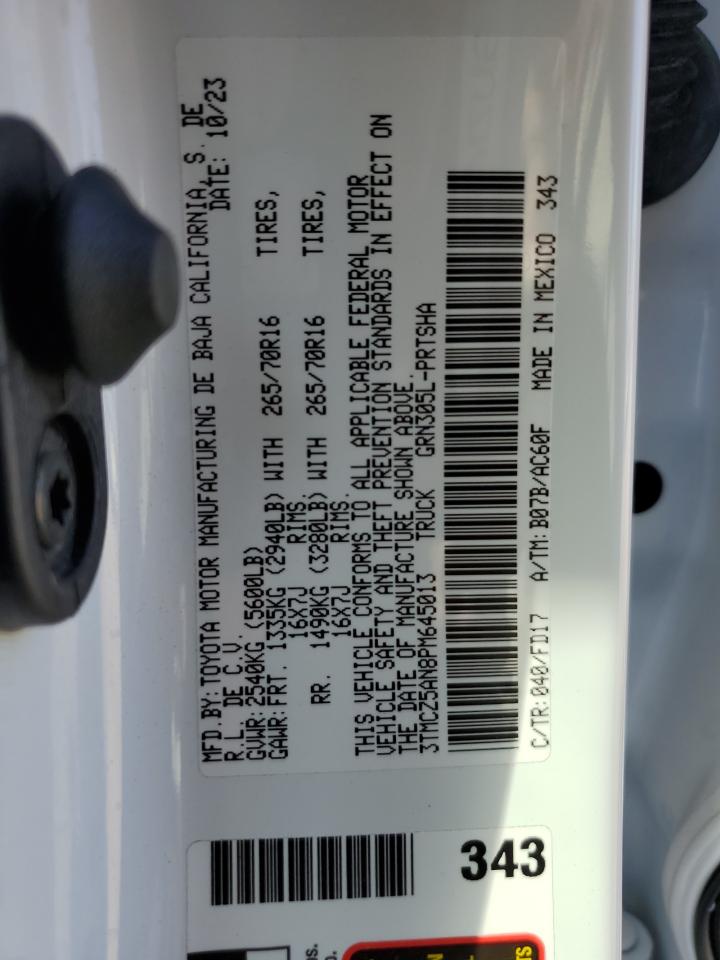 MFD.BY: TOYOTA MOTOR MANUFACTURING DE BAJA CALIFORNIA, S. DE
R.L. DE C.V. DATE: 10/23
GVWR: 2540KG (5600LB)
GAWR: FRT. 1335KG (2940LB) WITH 265/70R16 TIRES,
16X7J RIMS.
RR. 1490KG (3280LB) WITH 265/70R16 TIRES,
16X7J RIMS.
THIS VEHICLE CONFORMS TO ALL APPLICABLE FEDERAL MOTOR
VEHICLE SAFETY AND THEFT PREVENTION STANDARDS IN EFFECT ON
THE DATE OF MANUFACTURE SHOWN ABOVE.
3TMCZ5AN8PM645013 TRUCK GRN305L-PRTSHA
C/TR: 040/FD17 A/TM: B07B/AC60F MADE IN MEXICO 343
343